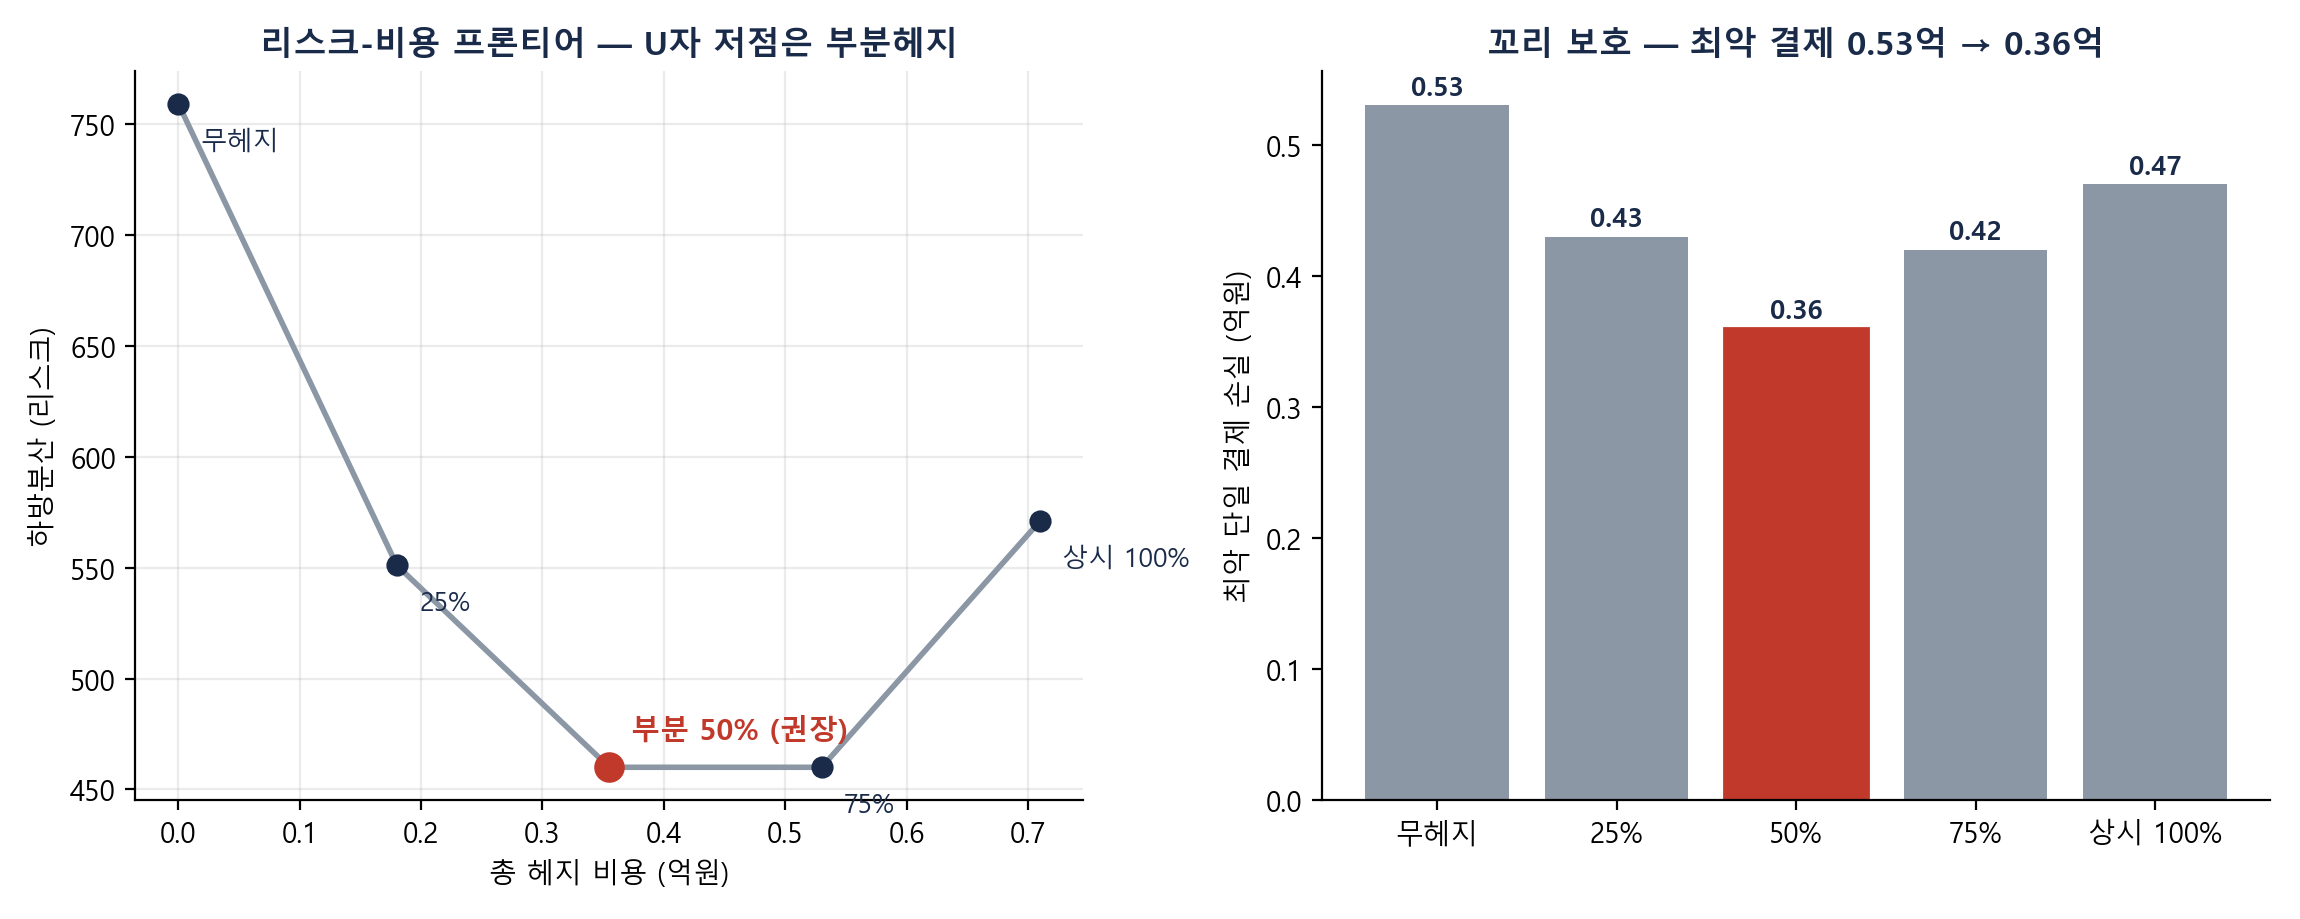 리스크-비용 프론티어 — U자 저점은 부분헤지
하방분산 (리스크)
750
700
650
600
550
500
450
무헤지
25%
부분 50% (권장)
75%
상시 100%
0.0 0.1 0.2 0.3 0.4 0.5 0.6 0.7
총 헤지 비용 (억원)
꼬리 보호 — 최악 결제 0.53억 → 0.36억
최악 단일 결제 손실 (억원)
0.5
0.4
0.3
0.2
0.1
0.0
0.53
0.43
0.36
0.42
0.47
무헤지 25% 50% 75% 상시 100%